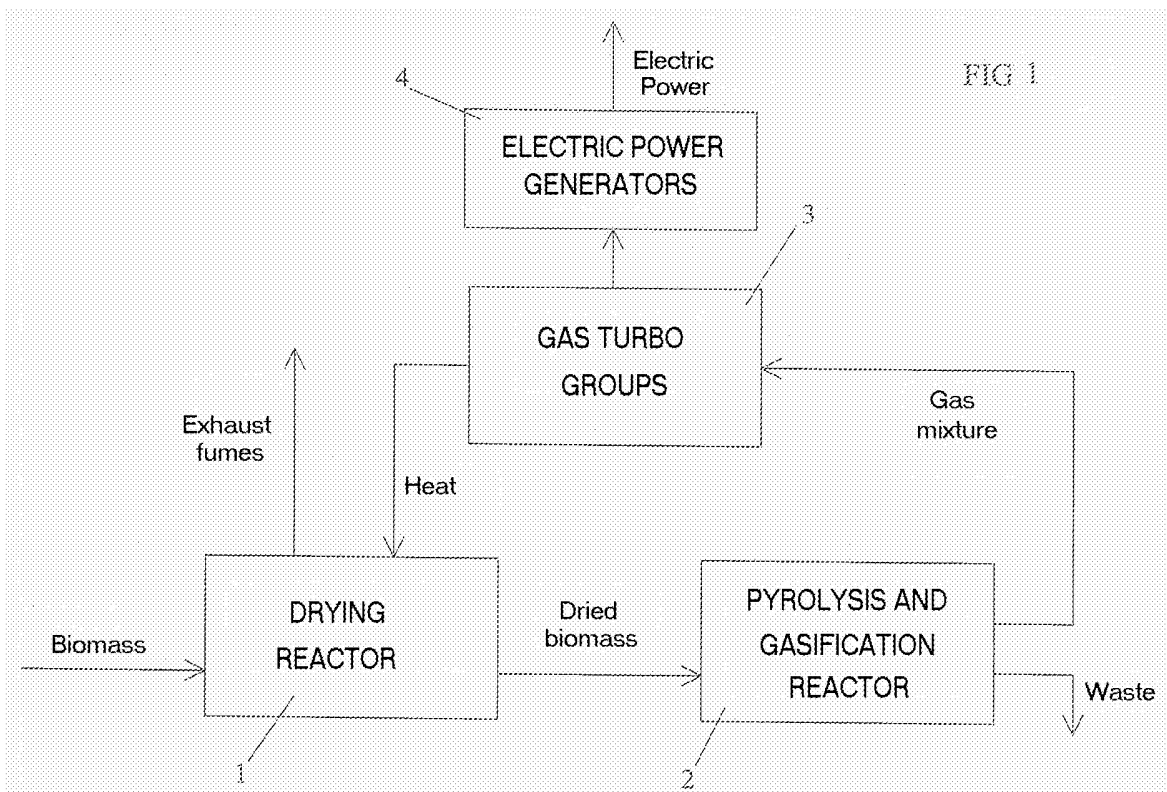 FIG 1
4
Electric
Power
ELECTRIC POWER
GENERATORS
3
GAS TURBO
GROUPS
Exhaust
fumes
Heat
Gas
mixture
Biomass
DRYING
REACTOR
Dried
biomass
PYROLYSIS AND
GASIFICATION
REACTOR
Waste
1
2